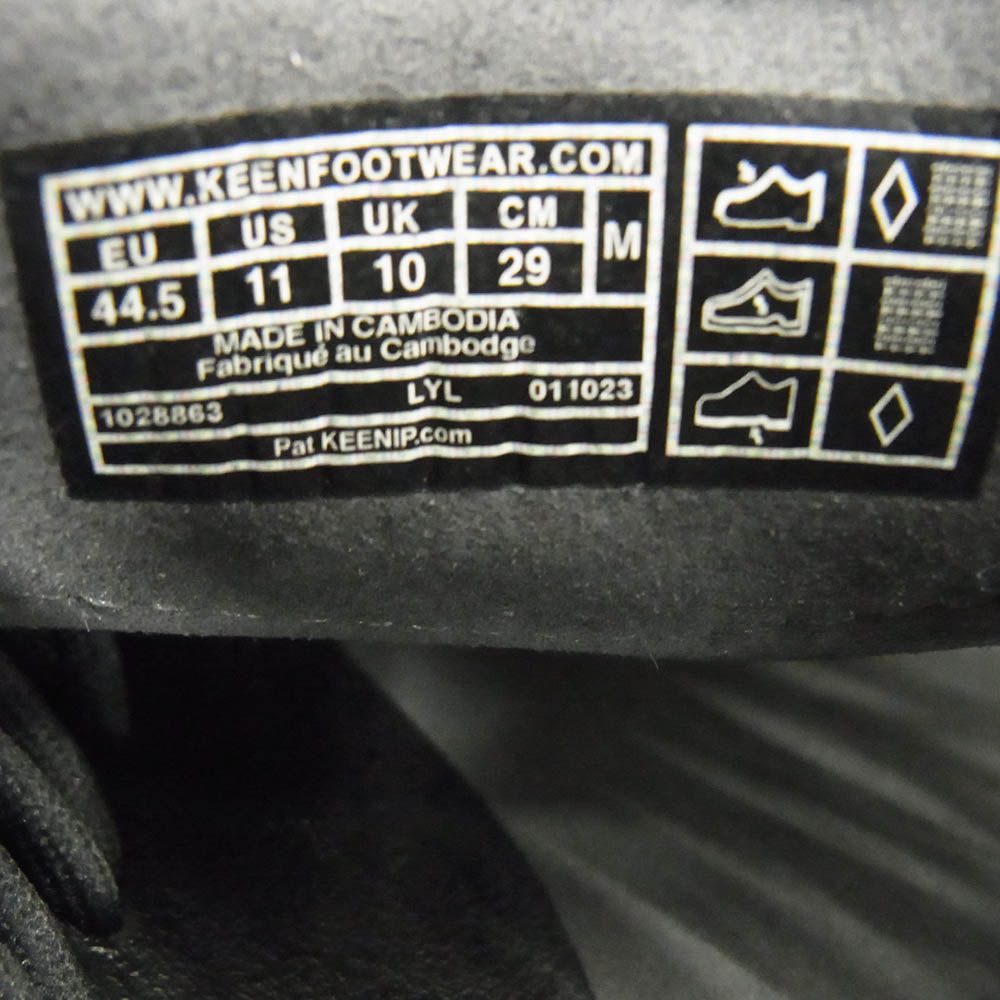 WWW.KEENFOOTWEAR.COM
EU US UK CM M
44.5 11 10 29
MADE IN CAMBODIA
Fabriqué au Cambodge
1028863 LYL 011023
Pat KEENIP.com